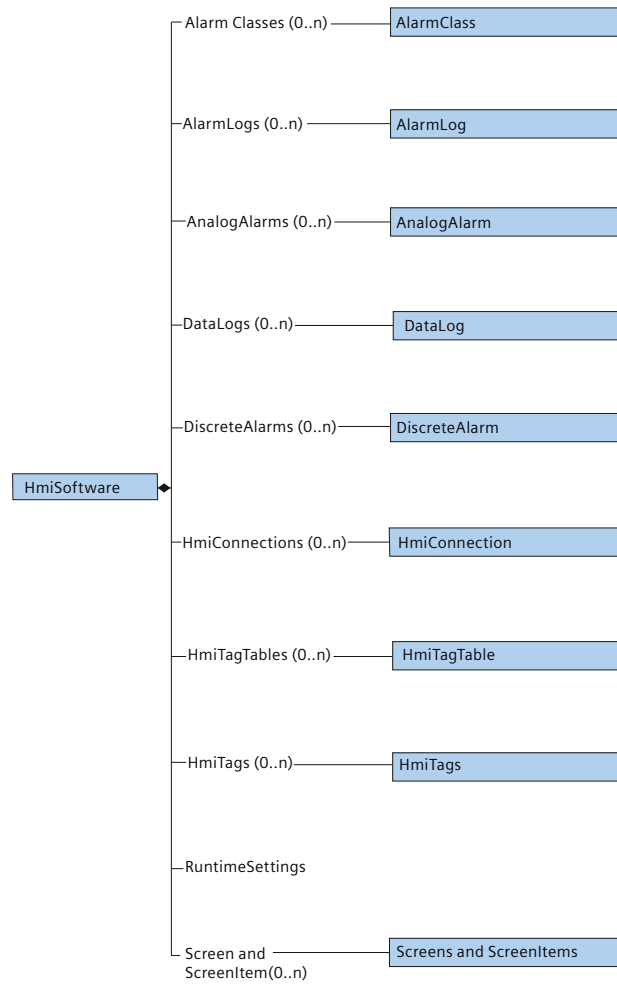 Alarm Classes (0..n)
AlarmClass
AlarmLogs (0..n)
AlarmLog
AnalogAlarms (0..n)
AnalogAlarm
DataLogs (0..n)
DataLog
DiscreteAlarms (0..n)
DiscreteAlarm
HmiSoftware
HmiConnections (0..n)
HmiConnection
HmiTagTables (0..n)
HmiTagTable
HmiTags (0..n)
HmiTags
RuntimeSettings
Screen and
ScreenItem(0..n)
Screens and ScreenItems